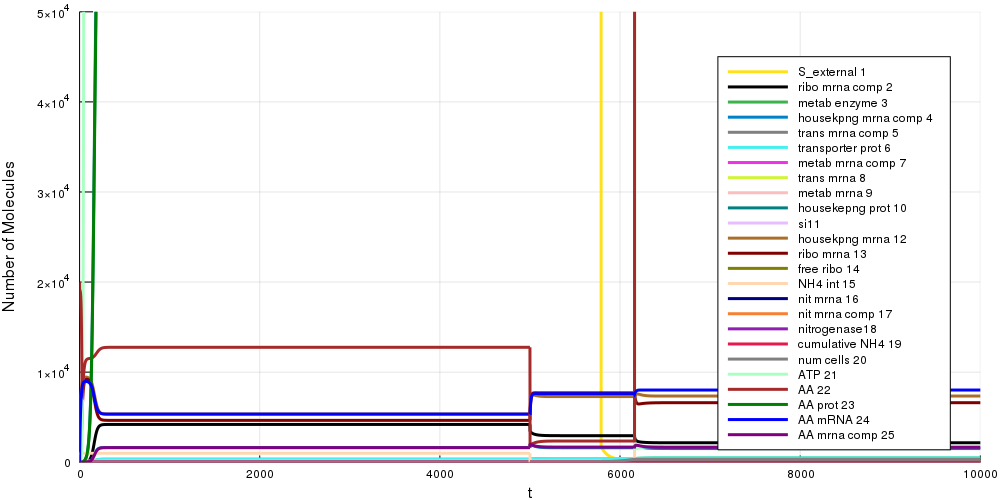 5×10⁴
4×10⁴
3×10⁴
2×10⁴
1×10⁴
0
Number of Molecules
0 2000 4000 6000 8000 10000
t
S_external 1
ribo mrna comp 2
metab enzyme 3
housekpng mrna comp 4
trans mrna comp 5
transporter prot 6
metab mrna comp 7
trans mrna 8
metab mrna 9
housekepng prot 10
si11
housekpng mrna 12
ribo mrna 13
free ribo 14
NH4 int 15
nit mrna 16
nit mrna comp 17
nitrogenase18
cumulative NH4 19
num cells 20
ATP 21
AA 22
AA prot 23
AA mRNA 24
AA mrna comp 25